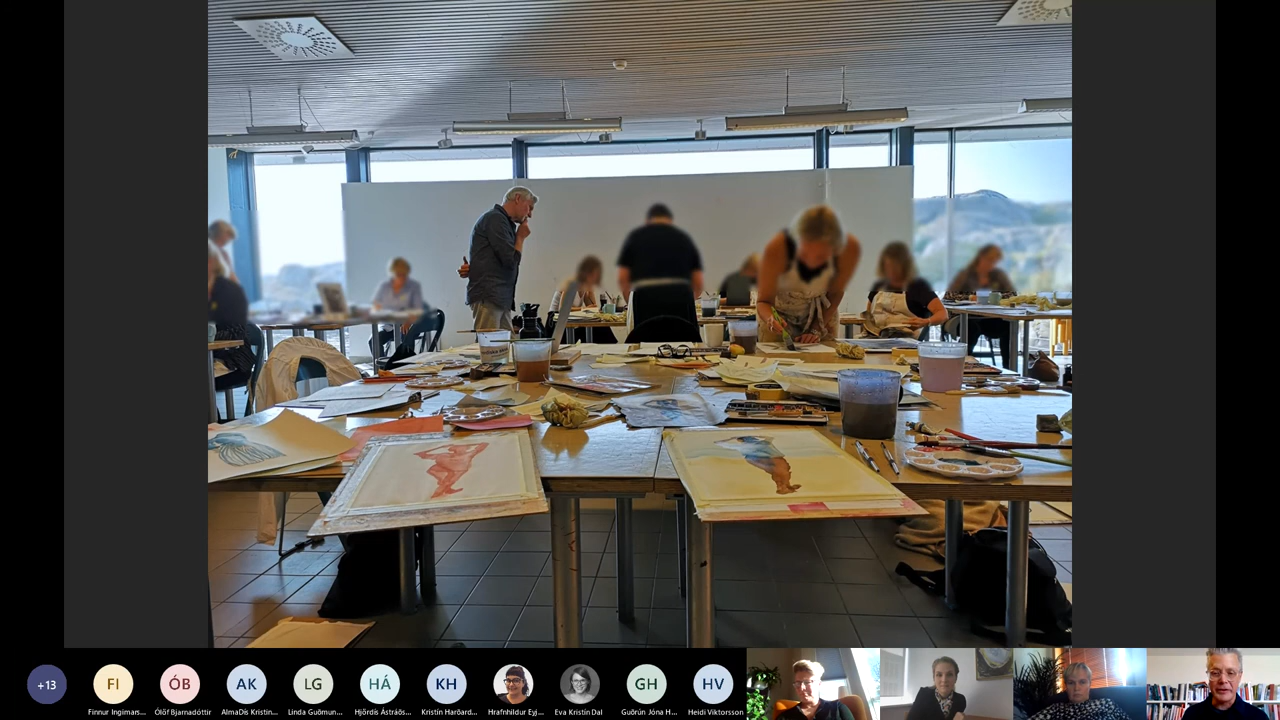 +13
FI
ÓB
AK
LG
HÁ
KH
GH
HV
Finnur Ingimars...
Ólöf Bjarnadóttir
AlmaDís Kristin...
Linda Guðmun...
Hjördís Ástráðs...
Kristín Harðard...
Hrafnhildur Eyj...
Eva Kristín Dal
Guðrún Jóna H...
Heidi Viktorsson